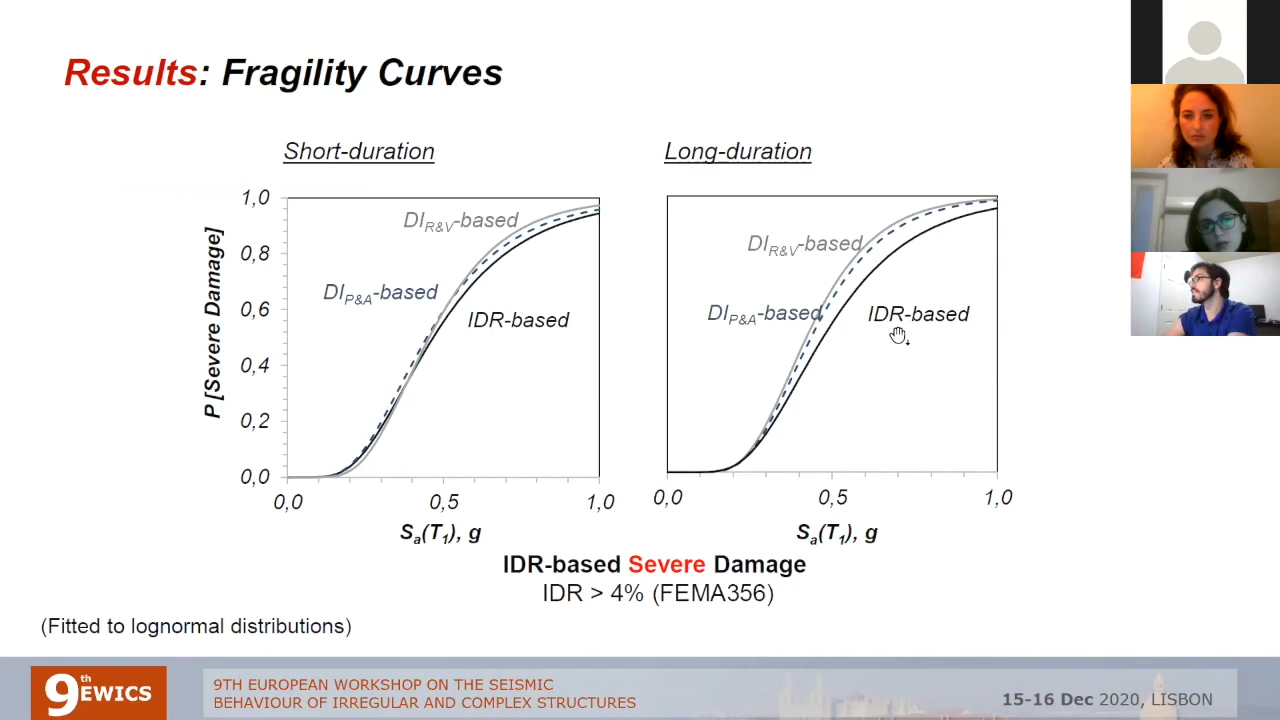 Results: Fragility Curves
Short-duration
Long-duration
P [Severe Damage]
1,0
0,8
0,6
0,4
0,2
0,0
DIR&V-based
DIP&A-based
IDR-based
0,0 0,5 1,0
Sa(T1), g
DIR&V-based
DIP&A-based
IDR-based
0,0 0,5 1,0
Sa(T1), g
IDR-based Severe Damage
IDR > 4% (FEMA356)
(Fitted to lognormal distributions)
9th EWICS
9TH EUROPEAN WORKSHOP ON THE SEISMIC
BEHAVIOUR OF IRREGULAR AND COMPLEX STRUCTURES
15-16 Dec 2020, LISBON